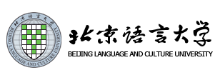 北京语言大学
BEIJING LANGUAGE AND CULTURE UNIVERSITY